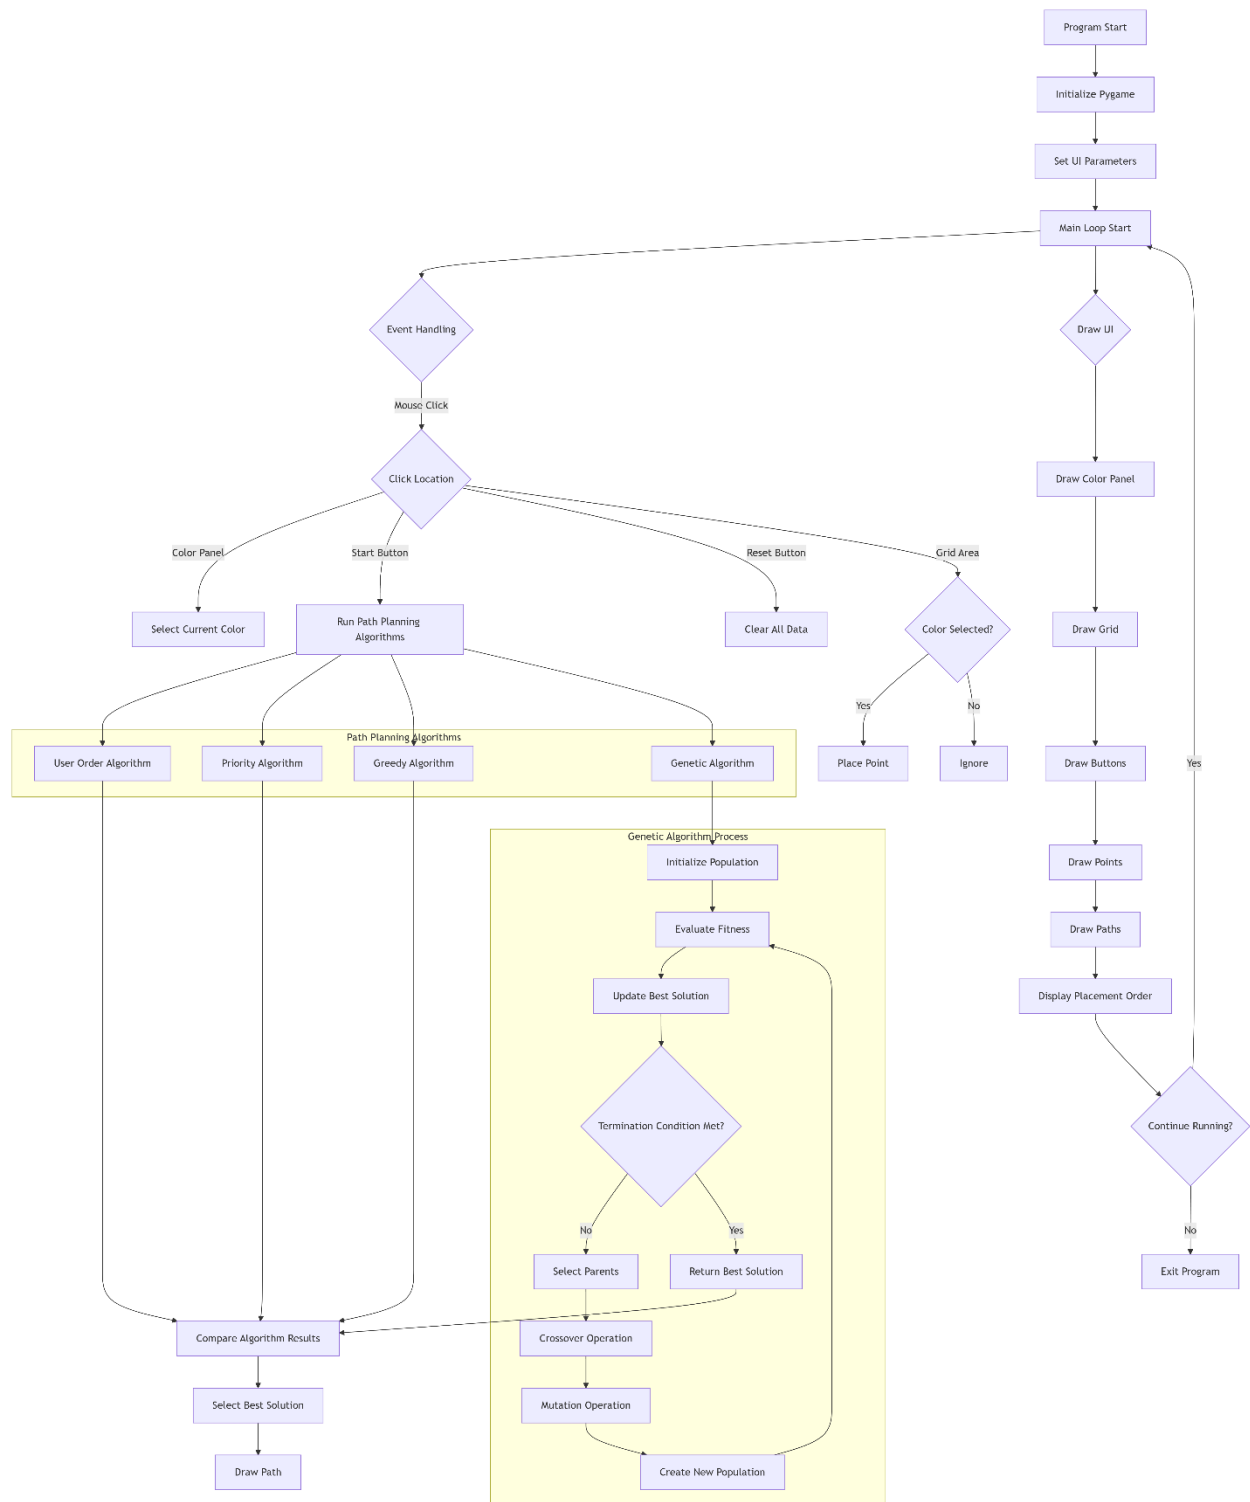 Program Start
Initialize Pygame
Set UI Parameters
Main Loop Start
Event Handling
Draw UI
Mouse Click
Click Location
Draw Color Panel
Color Panel
Start Button
Reset Button
Grid Area
Select Current Color
Run Path Planning
Algorithms
Clear All Data
Color Selected?
Draw Grid
Yes
No
Path Planning Algorithms
User Order Algorithm
Priority Algorithm
Greedy Algorithm
Genetic Algorithm
Place Point
Ignore
Draw Buttons
Yes
Genetic Algorithm Process
Initialize Population
Draw Points
Evaluate Fitness
Draw Paths
Update Best Solution
Display Placement Order
Termination Condition Met?
Continue Running?
No
Yes
No
Select Parents
Return Best Solution
Exit Program
Compare Algorithm Results
Crossover Operation
Select Best Solution
Mutation Operation
Draw Path
Create New Population